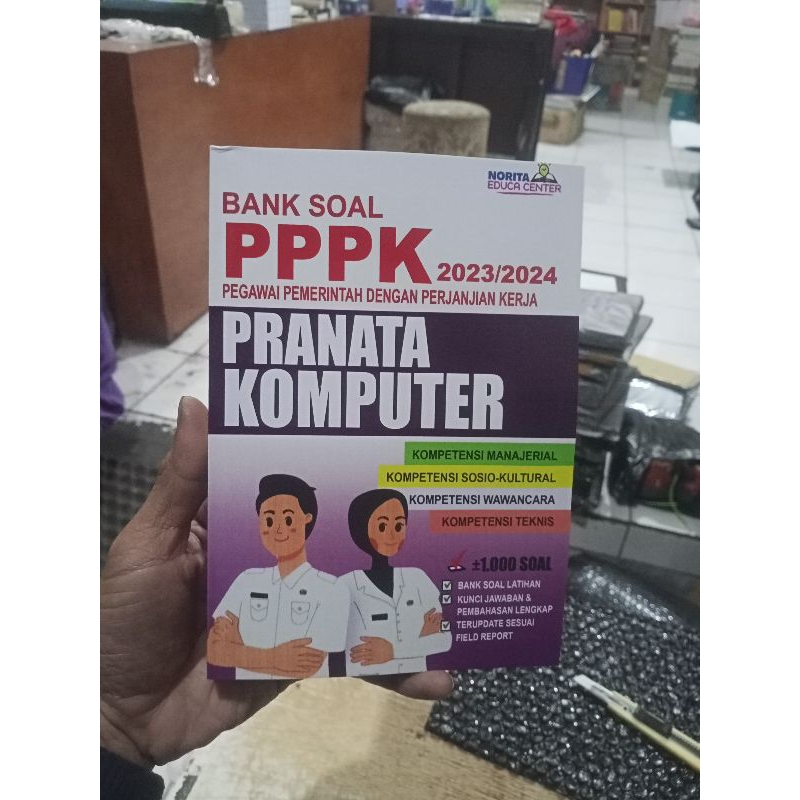 NORITA
EDUCA CENTER
BANK SOAL
PPPK 2023/2024
PEGAWAI PEMERINTAH DENGAN PERJANJIAN KERJA
PRANATA
KOMPUTER
KOMPETENSI MANAJERIAL
KOMPETENSI SOSIO-KULTURAL
KOMPETENSI WAWANCARA
KOMPETENSI TEKNIS
±1.000 SOAL
BANK SOAL LATIHAN
KUNCI JAWABAN &
PEMBAHASAN LENGKAP
TERUPDATE SESUAI
FIELD REPORT